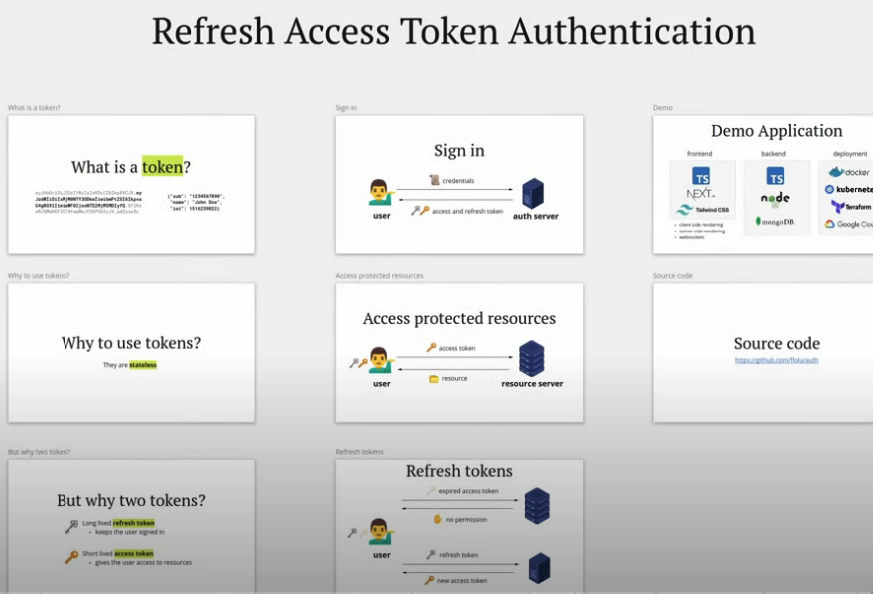 Refresh Access Token Authentication
What is a token?
What is a token?
{"sub": "1234567890",
"name": "John Doe",
"iat": 1516239022}
Why to use tokens?
Why to use tokens?
They are stateless
But why two token?
But why two tokens?
Long lived refresh token
• keeps the user signed in
Short lived access token
• gives the user access to resources
Sign in
Sign in
credentials
access and refresh token
user
auth server
Access protected resources
Access protected resources
access token
resource
user
resource server
Refresh tokens
Refresh tokens
expired access token
no permission
user
refresh token
new access token
Demo
Demo Application
frontend
backend
deployment
TS
NEXT
Tailwind CSS
• client side rendering
• server side rendering
• websockets
TS
node
mongoDB
docker
kubernete
Terraform
Google Clou
Source code
Source code
https://github.com/flolu/auth